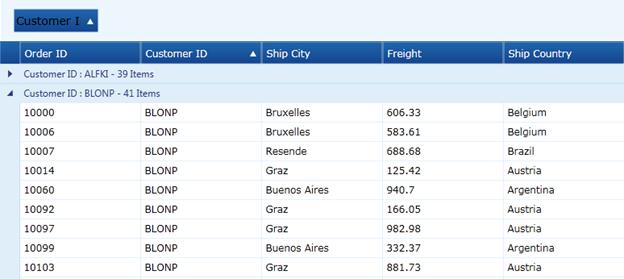 Customer I
Order ID Customer ID Ship City Freight Ship Country
Customer ID : ALFKI - 39 Items
Customer ID : BLONP - 41 Items
10000 BLONP Bruxelles 606.33 Belgium
10006 BLONP Bruxelles 583.61 Belgium
10007 BLONP Resende 688.68 Brazil
10014 BLONP Graz 125.42 Austria
10060 BLONP Buenos Aires 940.7 Argentina
10092 BLONP Graz 166.05 Austria
10097 BLONP Graz 982.98 Austria
10099 BLONP Buenos Aires 332.37 Argentina
10103 BLONP Graz 881.73 Austria